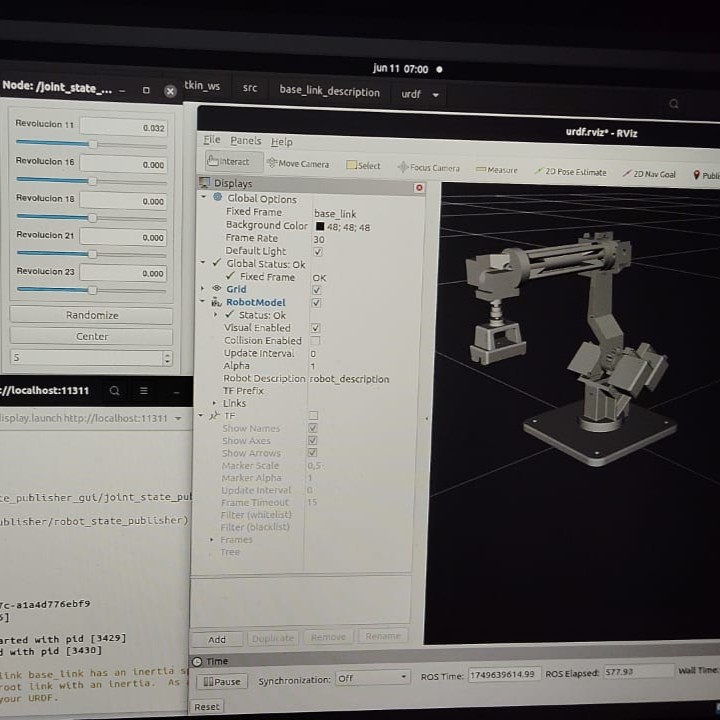 Jun 11 07:00
Node: /joint_state_...
tkin_ws
src
base_link_description
urdf
Revolucion 11
0.032
Revolucion 16
0.000
Revolucion 18
0.000
Revolucion 21
0.000
Revolucion 23
0.000
Randomize
Center
5
urdf.rviz* - RViz
File Panels Help
Interact
Move Camera
Select
Focus Camera
Measure
2D Pose Estimate
2D Nav Goal
Publi
Displays
Global Options
Fixed Frame base_link
Background Color 48; 48; 48
Frame Rate 30
Default Light
Global Status: Ok
Fixed Frame OK
Grid
RobotModel
Status: Ok
Visual Enabled
Collision Enabled
Update Interval 0
Alpha 1
Robot Description robot_description
TF Prefix
Links
TF
Show Names
Show Axes
Show Arrows
Marker Scale 0.5
Marker Alpha 1
Update Interval 0
Frame Timeout 15
Filter (whitelist)
Filter (blacklist)
Frames
Tree
Add Duplicate Remove Rename
Time
Pause Synchronization: Off ROS Time: 1749639614.99 ROS Elapsed: 577.93 Wall Time:
Reset
://localhost:11311
isplay.launch http://localhost:11311
te_publisher_gui/joint_state_pu
ublisher/robot_state_publisher)
7c-a1a4d776ebf9
]
arted with pid [3429]
d with pid [3430]
link base_link has an inertia s
root link with an inertia. As
your URDF.